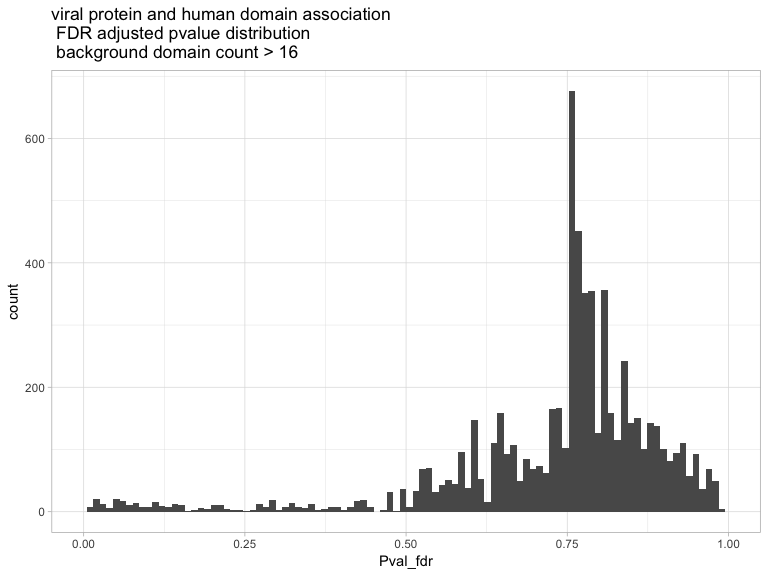 viral protein and human domain association
FDR adjusted pvalue distribution
background domain count > 16
600
400
200
0
count
0.00 0.25 0.50 0.75 1.00
Pval_fdr